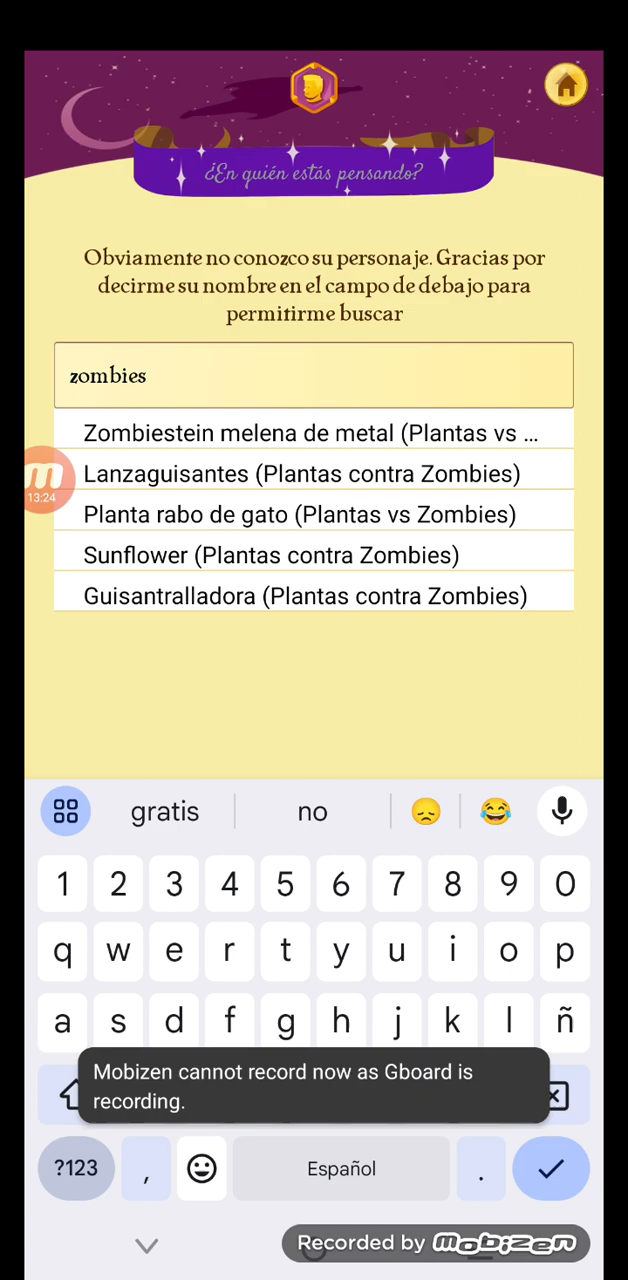 ¿En quién estás pensando?
Obviamente no conozco su personaje. Gracias por
decirme su nombre en el campo de debajo para
permitirme buscar
zombies
Zombiestein melena de metal (Plantas vs ...
Lanzaguisantes (Plantas contra Zombies)
13:24
Planta rabo de gato (Plantas vs Zombies)
Sunflower (Plantas contra Zombies)
Guisantralladora (Plantas contra Zombies)
gratis no
1 2 3 4 5 6 7 8 9 0
q w e r t y u i o p
a s d f g h j k l ñ
Mobizen cannot record now as Gboard is
recording.
?123 , Español .
Recorded by mobizen